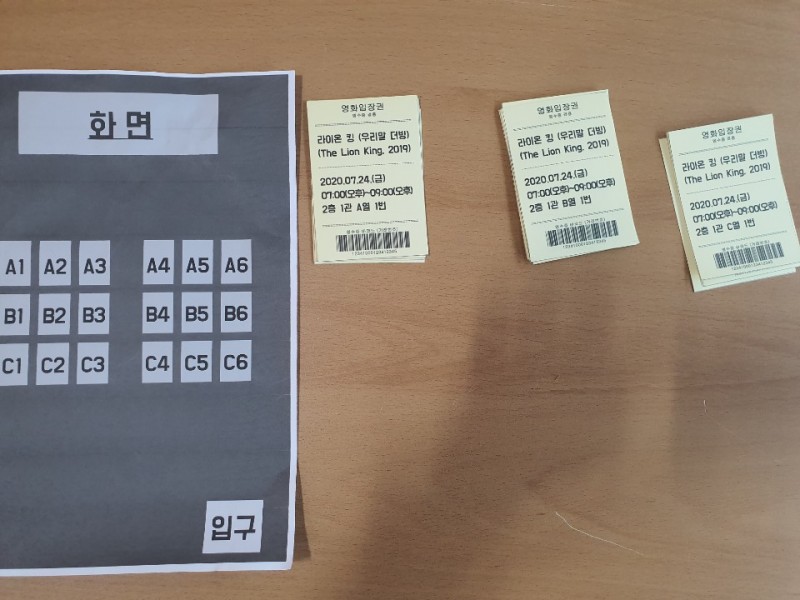 화면
A1 A2 A3 A4 A5 A6
B1 B2 B3 B4 B5 B6
C1 C2 C3 C4 C5 C6
입구
영화입장권
라이온 킹 (우리말 더빙)
(The Lion King, 2019)
2020.07.24.(금)
07:00(오후)~09:00(오후)
2층 1관 A열 1번
영화입장권
라이온 킹 (우리말 더빙)
(The Lion King, 2019)
2020.07.24.(금)
07:00(오후)~09:00(오후)
2층 1관 B열 1번
영화입장권
라이온 킹 (우리말 더빙)
(The Lion King, 2019)
2020.07.24.(금)
07:00(오후)~09:00(오후)
2층 1관 C열 1번